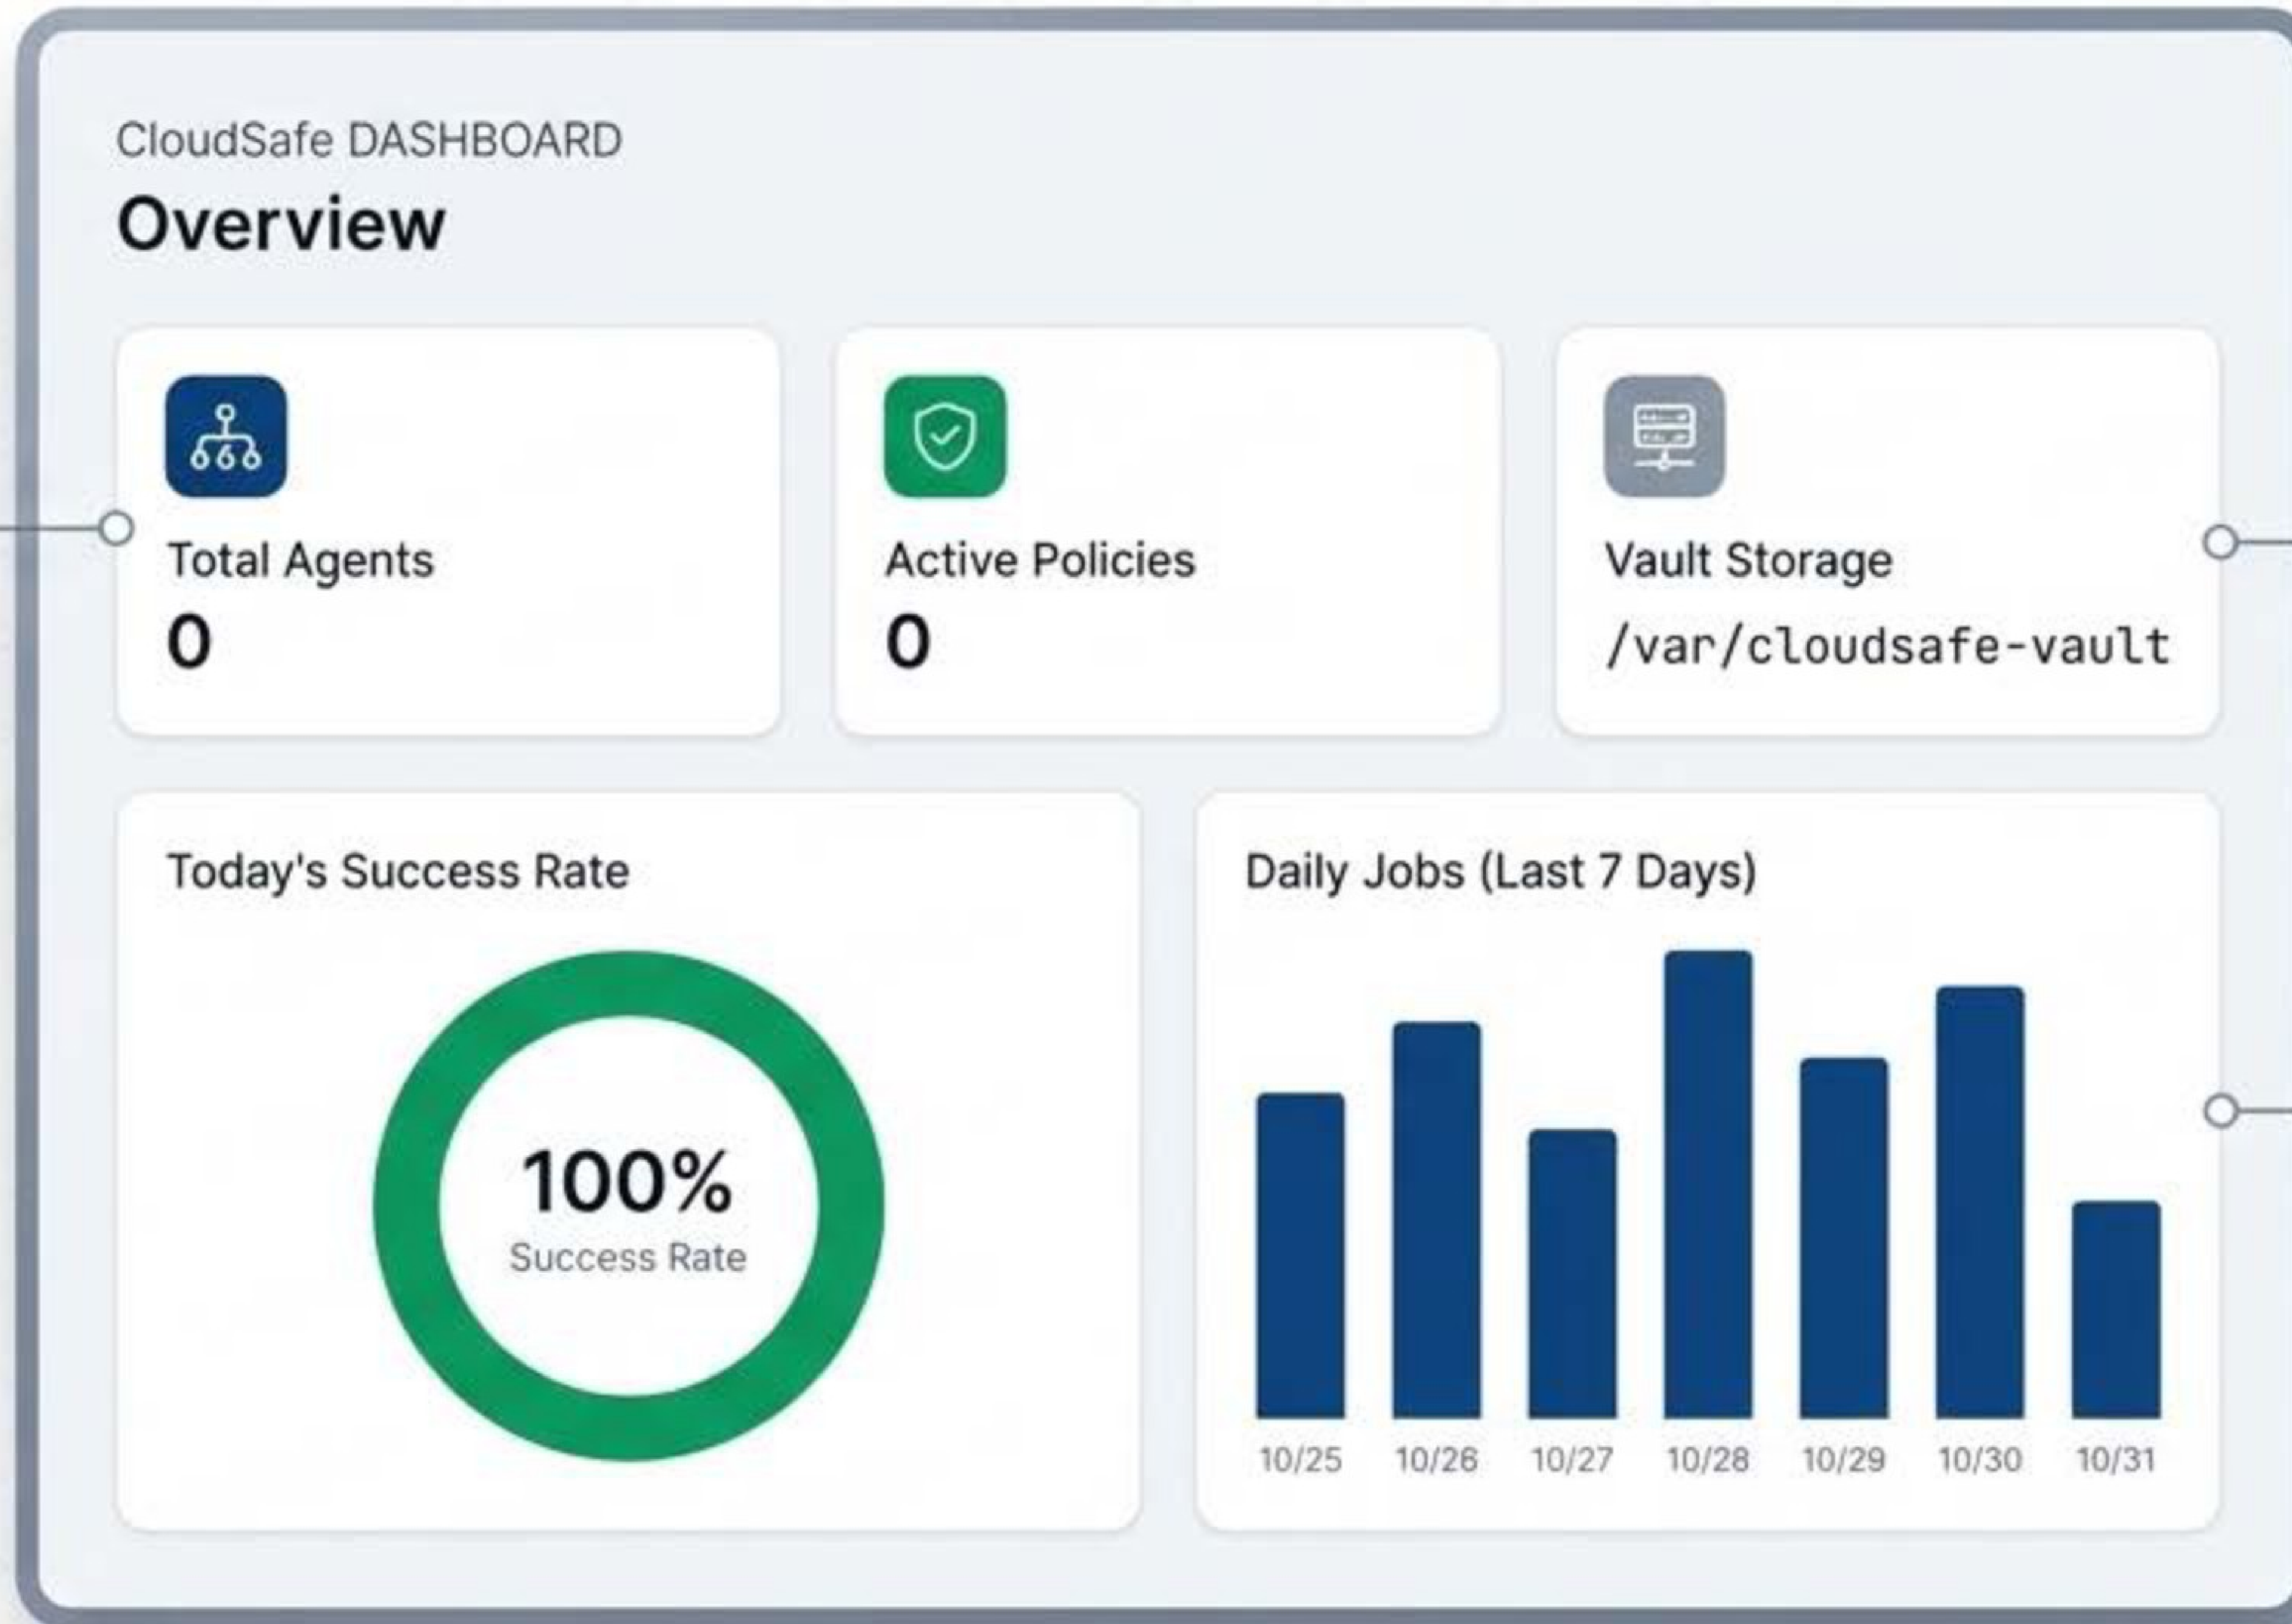 CloudSafe DASHBOARD
Overview
Total Agents
0
Active Policies
0
Vault Storage
/var/cloudsafe-vault
Today's Success Rate
100%
Success Rate
Daily Jobs (Last 7 Days)
10/25 10/26 10/27 10/28 10/29 10/30 10/31